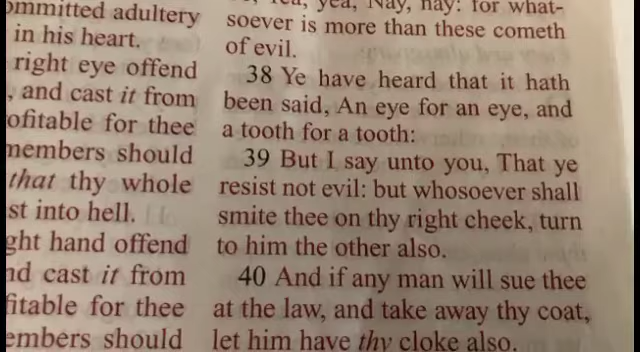 ommitted adultery
in his heart.
right eye offend
, and cast it from
ofitable for thee
members should
that thy whole
st into hell.
ght hand offend
nd cast it from
fitable for thee
embers should
yea, Nay, nay: for what-
soever is more than these cometh
of evil.
38 Ye have heard that it hath
been said, An eye for an eye, and
a tooth for a tooth:
39 But I say unto you, That ye
resist not evil: but whosoever shall
smite thee on thy right cheek, turn
to him the other also.
40 And if any man will sue thee
at the law, and take away thy coat,
let him have thy cloke also.